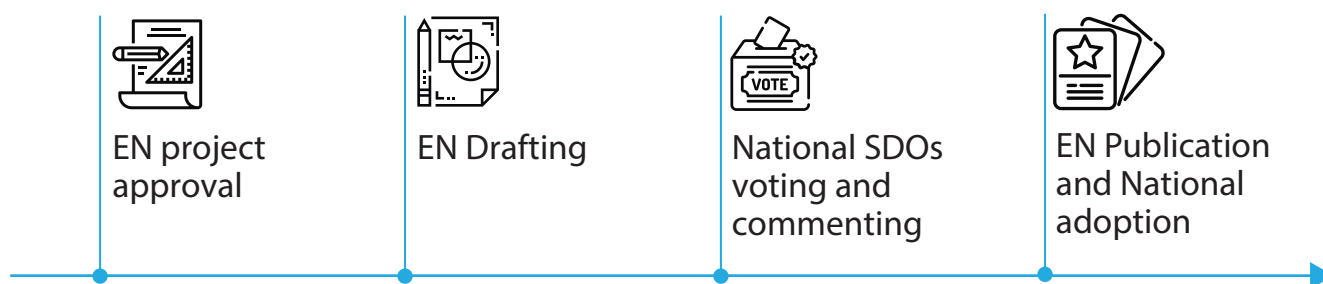 EN project
approval
EN Drafting
VOTE
National SDOs
voting and
commenting
EN Publication
and National
adoption